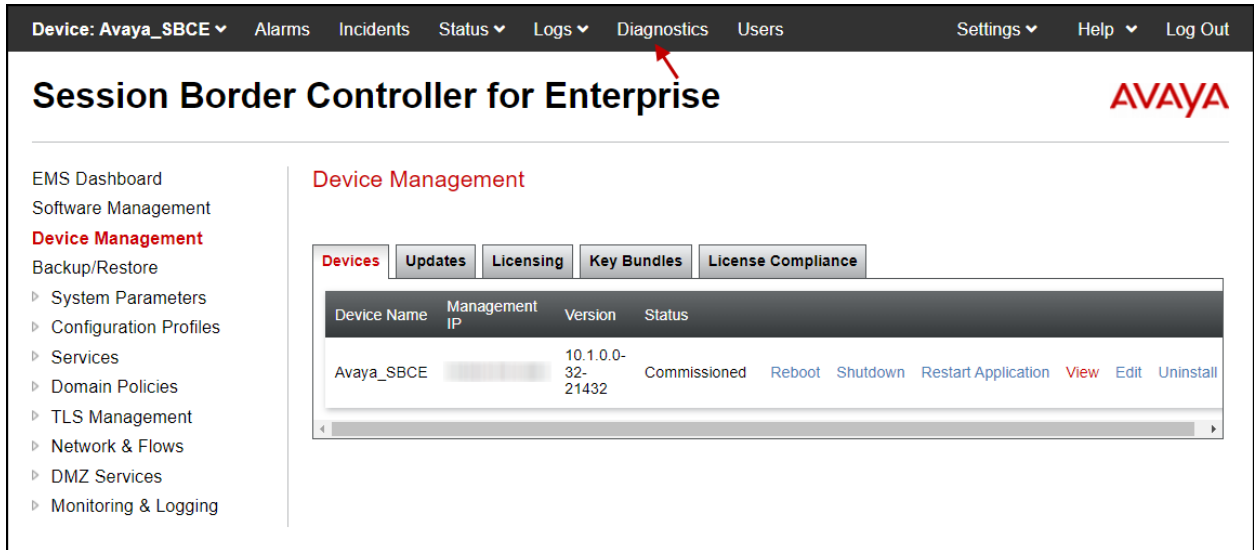 Device: Avaya_SBCE Alarms Incidents Status Logs Diagnostics Users Settings Help Log Out
Session Border Controller for Enterprise
AVAYA
EMS Dashboard
Software Management
Device Management
Backup/Restore
System Parameters
Configuration Profiles
Services
Domain Policies
TLS Management
Network & Flows
DMZ Services
Monitoring & Logging
Device Management
Devices Updates Licensing Key Bundles License Compliance
Device Name Management IP Version Status
Avaya_SBCE 10.1.0.0-32-21432 Commissioned Reboot Shutdown Restart Application View Edit Uninstall